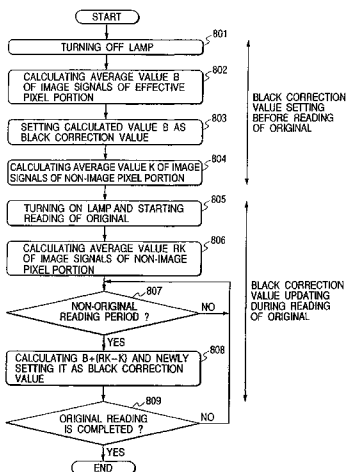 START
801
TURNING OFF LAMP
802
CALCULATING AVERAGE VALUE B
OF IMAGE SIGNALS OF EFFECTIVE
PIXEL PORTION
803
SETTING CALCULATED VALUE B AS
BLACK CORRECTION VALUE
804
CALCULATING AVERAGE VALUE K OF IMAGE
SIGNALS OF NON-IMAGE PIXEL PORTION
BLACK CORRECTION
VALUE SETTING
BEFORE READING
OF ORIGINAL
805
TURNING ON LAMP AND STARTING
READING OF ORIGINAL
806
CALCULATING AVERAGE VALUE RK
OF IMAGE SIGNALS OF NON-IMAGE
PIXEL PORTION
807
NON-ORIGINAL
READING PERIOD ?
NO
YES
808
CALCULATING B+(RK-K) AND NEWLY
SETTING IT AS BLACK CORRECTION
VALUE
809
ORIGINAL READING
IS COMPLETED ?
NO
YES
END
BLACK CORRECTION
VALUE UPDATING
DURING READING
OF ORIGINAL